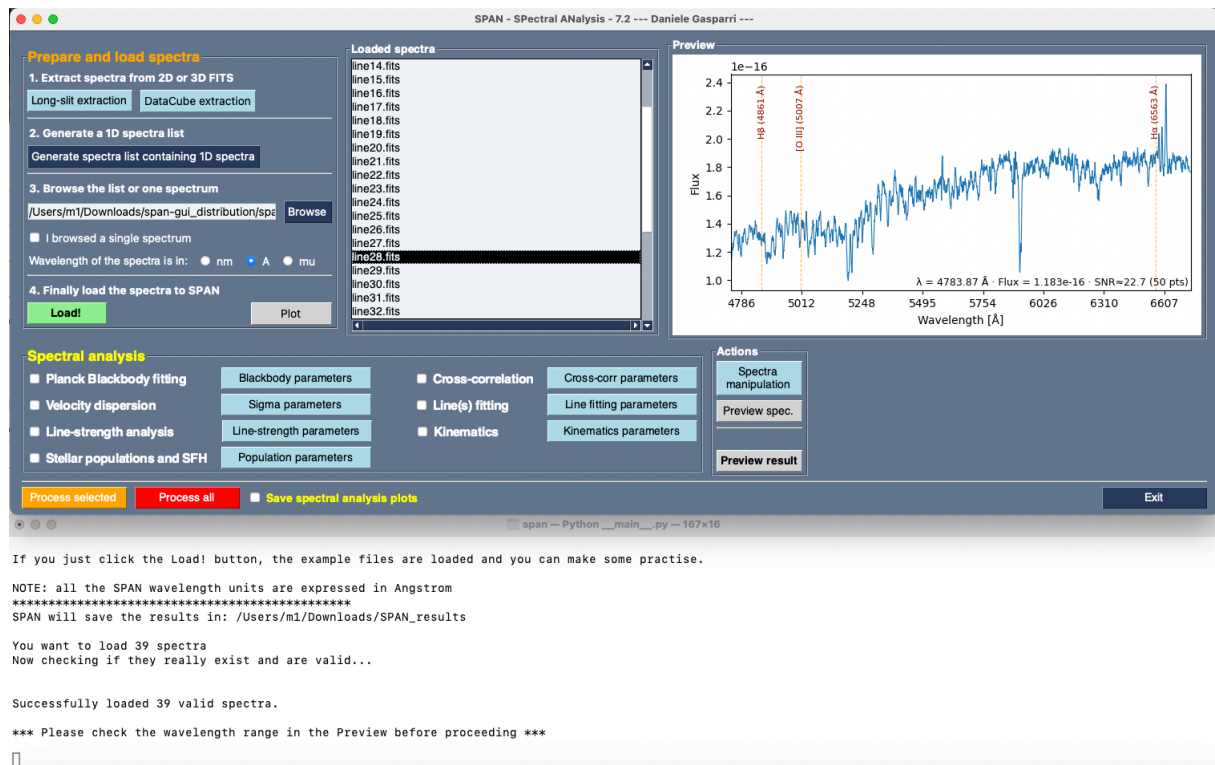 SPAN - SPectral ANalysis - 7.2 --- Daniele Gasparri ---
Prepare and load spectra
1. Extract spectra from 2D or 3D FITS
Long-slit extraction
DataCube extraction
2. Generate a 1D spectra list
Generate spectra list containing 1D spectra
3. Browse the list or one spectrum
/Users/m1/Downloads/span-gui_distribution/spa
Browse
I browsed a single spectrum
Wavelength of the spectra is in: nm A mu
4. Finally load the spectra to SPAN
Load!
Plot
Loaded spectra
line14.fits
line15.fits
line16.fits
line17.fits
line18.fits
line19.fits
line20.fits
line21.fits
line22.fits
line23.fits
line24.fits
line25.fits
line26.fits
line27.fits
line28.fits
line29.fits
line30.fits
line31.fits
line32.fits
Preview
1e−16
2.4
2.2
2.0
1.8
1.6
1.4
1.2
1.0
Flux
Hβ (4861 Å)
[O III] (5007 Å)
Hα (6563 Å)
λ = 4783.87 Å · Flux = 1.183e-16 · SNR≈22.7 (50 pts)
4786 5012 5248 5495 5754 6026 6310 6607
Wavelength [Å]
Spectral analysis
Planck Blackbody fitting
Blackbody parameters
Cross-correlation
Cross-corr parameters
Velocity dispersion
Sigma parameters
Line(s) fitting
Line fitting parameters
Line-strength analysis
Line-strength parameters
Kinematics
Kinematics parameters
Stellar populations and SFH
Population parameters
Actions
Spectra
manipulation
Preview spec.
Preview result
Process selected
Process all
Save spectral analysis plots
Exit
span — Python __main__.py — 167×16
If you just click the Load! button, the example files are loaded and you can make some practise.
NOTE: all the SPAN wavelength units are expressed in Angstrom
***********************************************
SPAN will save the results in: /Users/m1/Downloads/SPAN_results
You want to load 39 spectra
Now checking if they really exist and are valid...
Successfully loaded 39 valid spectra.
*** Please check the wavelength range in the Preview before proceeding ***